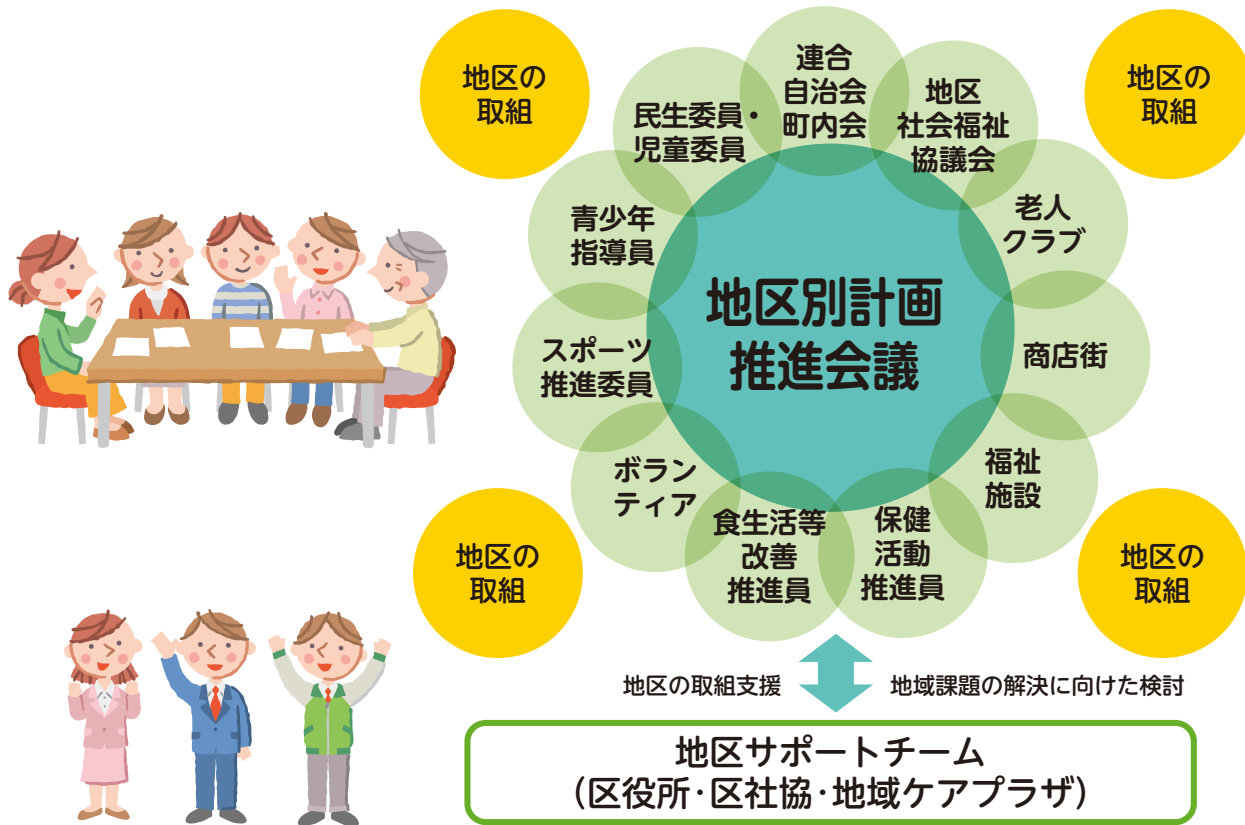 地区の
取組
連合
自治会
町内会
地区
社会福祉
協議会
地区の
取組
民生委員・
児童委員
老人
クラブ
青少年
指導員
地区別計画
推進会議
商店街
スポーツ
推進委員
福祉
施設
ボラン
ティア
食生活等
改善
推進員
保健
活動
推進員
地区の
取組
地区の
取組
地区の取組支援
地域課題の解決に向けた検討
地区サポートチーム
(区役所・区社協・地域ケアプラザ)